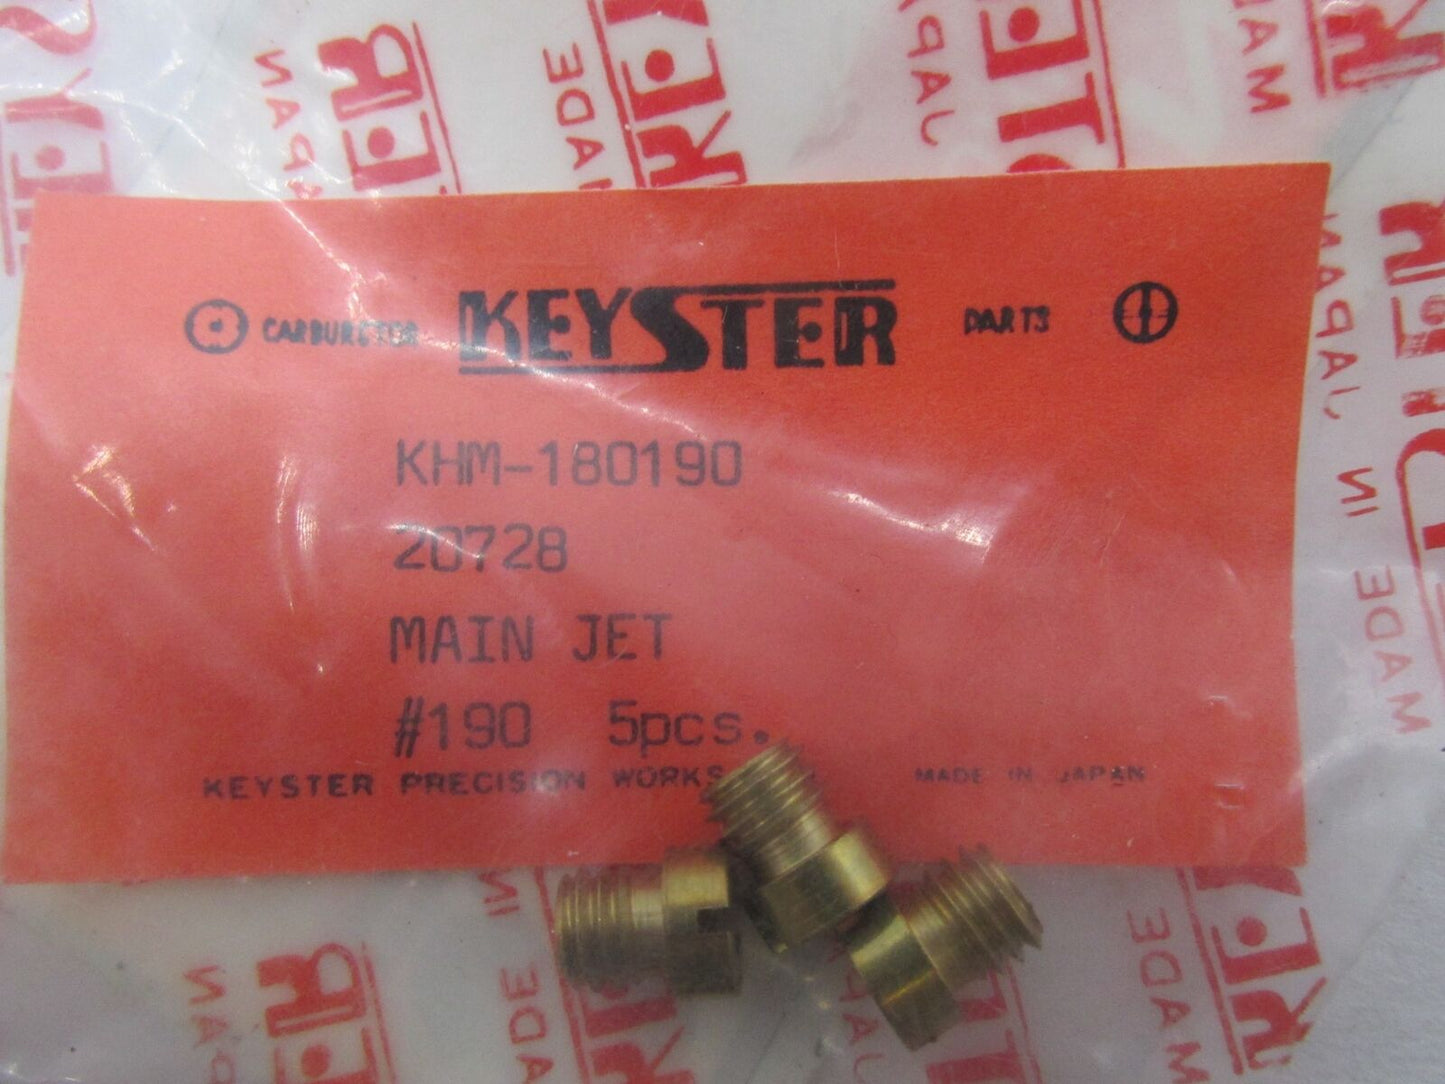 CARBURETOR KEYSTER PARTS
KHM-180190
20728
MAIN JET
#190 5pcs.
KEYSTER PRECISION WORKS MADE IN JAPAN